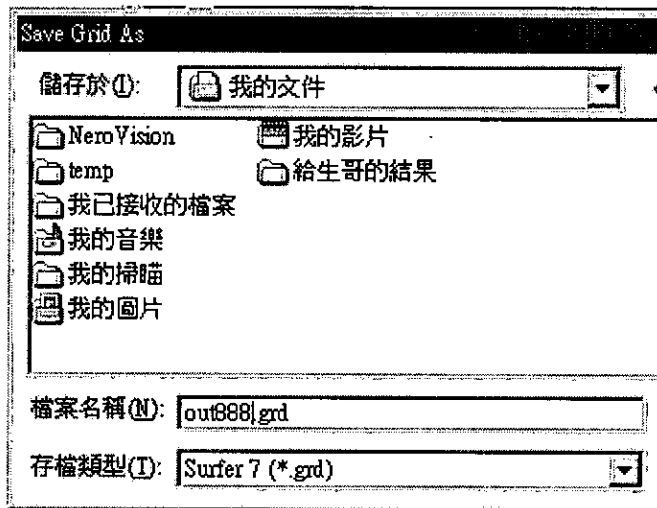 Save Grid As
儲存於(I): 我的文件
NeroVision 我的影片
temp 給生哥的結果
我已接收的檔案
我的音樂
我的掃瞄
我的圖片
檔案名稱(N): out888.grd
存檔類型(T): Surfer 7 (*.grd)